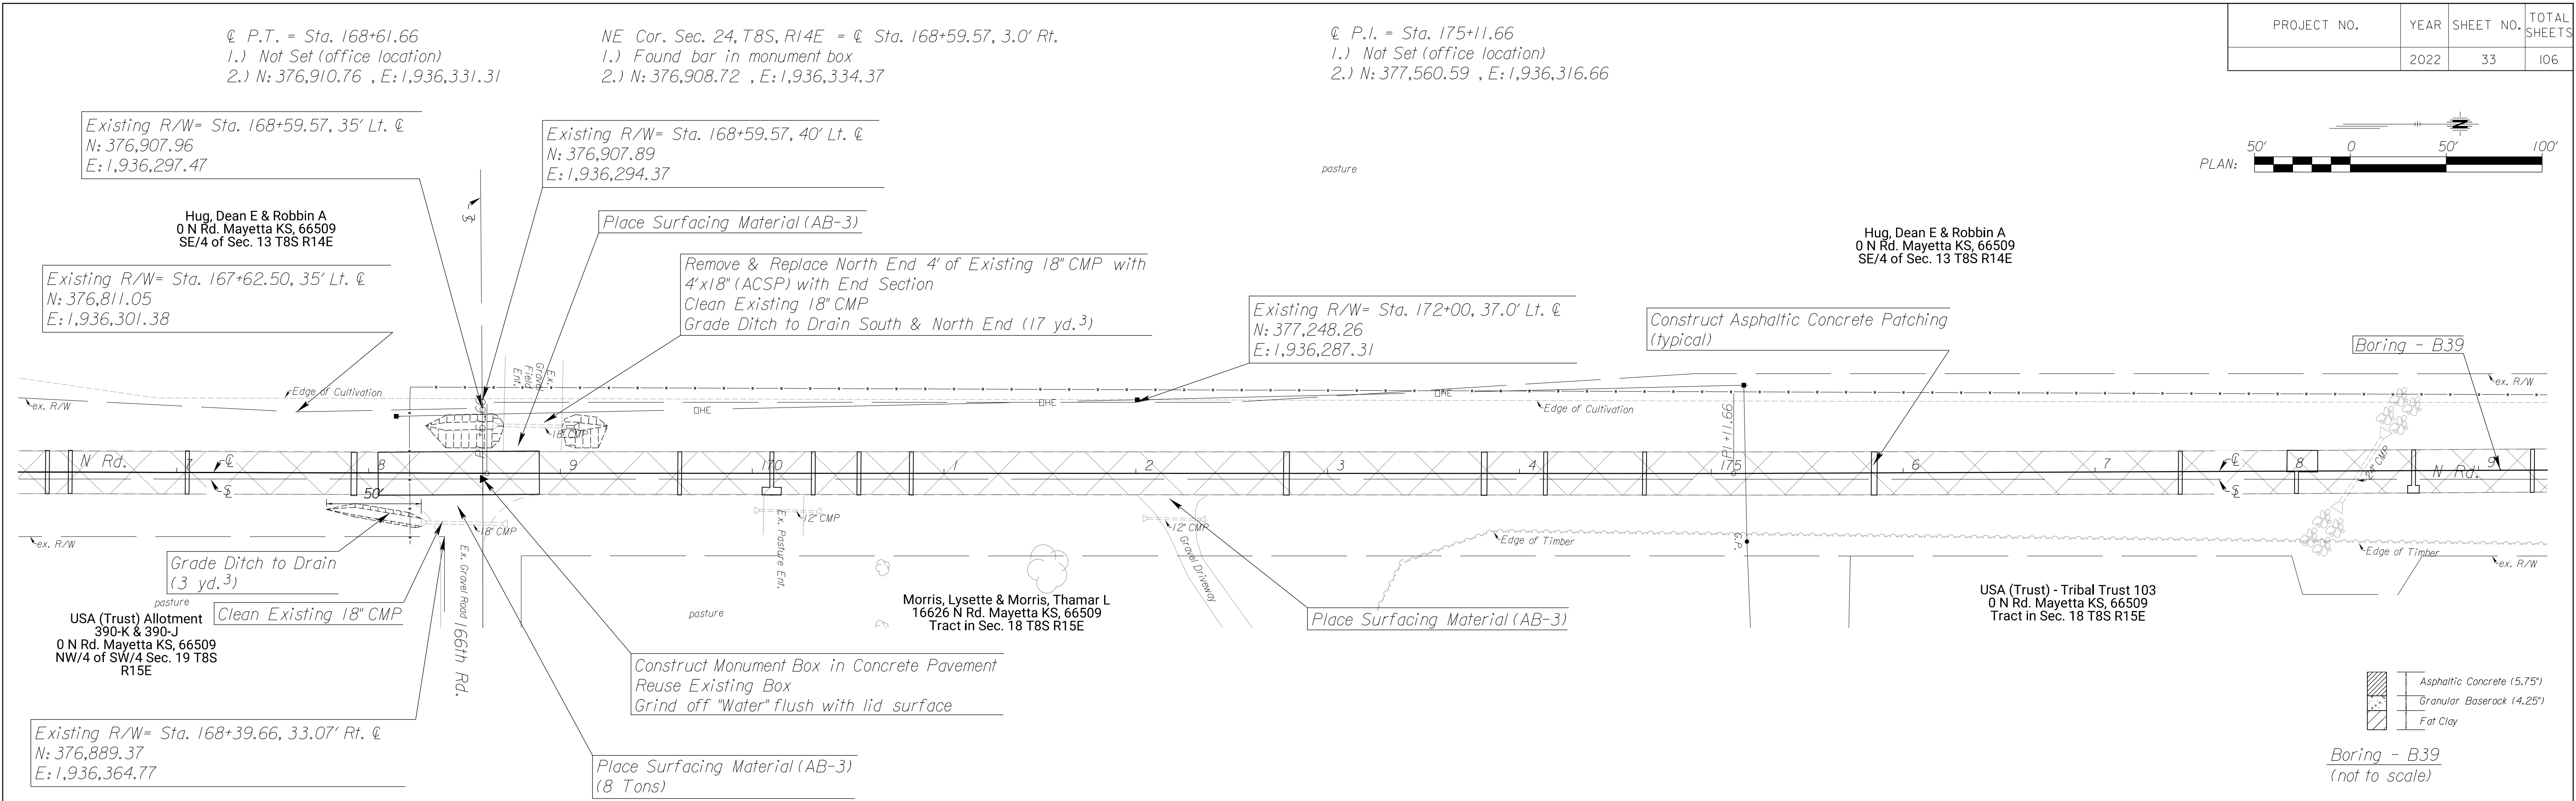 ℄ P.T. = Sta. 168+61.66
1.) Not Set (office location)
2.) N: 376,910.76 , E: 1,936,331.31
NE Cor. Sec. 24, T8S, R14E = ℄ Sta. 168+59.57, 3.0' Rt.
1.) Found bar in monument box
2.) N: 376,908.72 , E: 1,936,334.37
℄ P.I. = Sta. 175+11.66
1.) Not Set (office location)
2.) N: 377,560.59 , E: 1,936,316.66
PROJECT NO. YEAR SHEET NO. TOTAL SHEETS
2022 33 106
N
PLAN:
50' 0 50' 100'
Existing R/W= Sta. 168+59.57, 35' Lt. ℄
N: 376,907.96
E: 1,936,297.47
Existing R/W= Sta. 168+59.57, 40' Lt. ℄
N: 376,907.89
E: 1,936,294.37
pasture
Hug, Dean E & Robbin A
0 N Rd. Mayetta KS, 66509
SE/4 of Sec. 13 T8S R14E
Place Surfacing Material (AB-3)
Hug, Dean E & Robbin A
0 N Rd. Mayetta KS, 66509
SE/4 of Sec. 13 T8S R14E
Existing R/W= Sta. 167+62.50, 35' Lt. ℄
N: 376,811.05
E: 1,936,301.38
Remove & Replace North End 4' of Existing 18" CMP with
4'x18" (ACSP) with End Section
Clean Existing 18" CMP
Grade Ditch to Drain South & North End (17 yd.³)
Existing R/W= Sta. 172+00, 37.0' Lt. ℄
N: 377,248.26
E: 1,936,287.31
Construct Asphaltic Concrete Patching
(typical)
Boring - B39
Ex.
Gravel
Field
Ent.
Edge of Cultivation
ex. R/W
OHE
OHE
OHE
Edge of Cultivation
ex. R/W
18" CMP
PI +11.66
24" CMP
N Rd. 7 ℄ 8 9 170 1 2 3 4 175 6 7 ℄ 8 9 N Rd.
50'
18" CMP
12" CMP
12" CMP
ex. R/W
Edge of Timber
G.P.
Edge of Timber
ex. R/W
Ex. Gravel Road 166th Rd.
Ex. Pasture Ent.
Gravel Driveway
Grade Ditch to Drain
(3 yd.³)
pasture
Clean Existing 18" CMP
USA (Trust) Allotment
390-K & 390-J
0 N Rd. Mayetta KS, 66509
NW/4 of SW/4 Sec. 19 T8S
R15E
pasture
Morris, Lysette & Morris, Thamar L
16626 N Rd. Mayetta KS, 66509
Tract in Sec. 18 T8S R15E
Place Surfacing Material (AB-3)
USA (Trust) - Tribal Trust 103
0 N Rd. Mayetta KS, 66509
Tract in Sec. 18 T8S R15E
Construct Monument Box in Concrete Pavement
Reuse Existing Box
Grind off "Water" flush with lid surface
Existing R/W= Sta. 168+39.66, 33.07' Rt. ℄
N: 376,889.37
E: 1,936,364.77
Place Surfacing Material (AB-3)
(8 Tons)
Asphaltic Concrete (5.75")
Granular Baserock (4.25")
Fat Clay
Boring - B39
(not to scale)